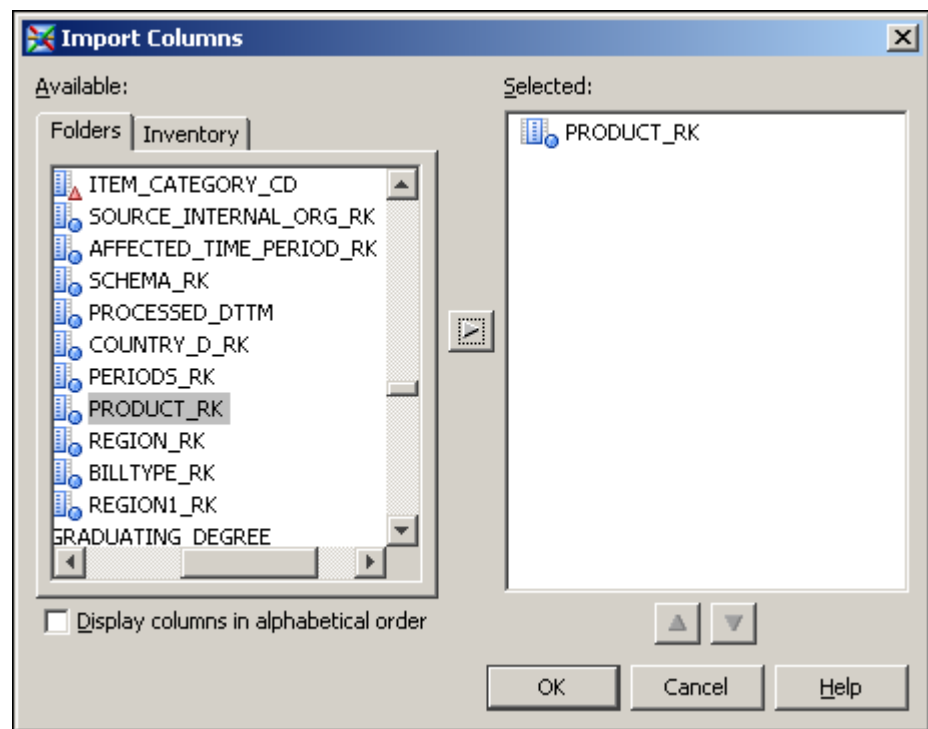 Import Columns
Available:
Folders
Inventory
ITEM_CATEGORY_CD
SOURCE_INTERNAL_ORG_RK
AFFECTED_TIME_PERIOD_RK
SCHEMA_RK
PROCESSED_DTTM
COUNTRY_D_RK
PERIODS_RK
PRODUCT_RK
REGION_RK
BILLTYPE_RK
REGION1_RK
GRADUATING_DEGREE
Display columns in alphabetical order
Selected:
PRODUCT_RK
OK
Cancel
Help